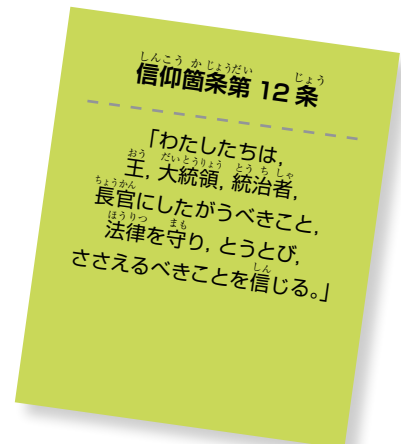 信仰箇条第 12 条
「わたしたちは,
王, 大統領, 統治者,
長官にしたがうべきこと,
法律を守り, とうとび,
ささえるべきことを信じる。」